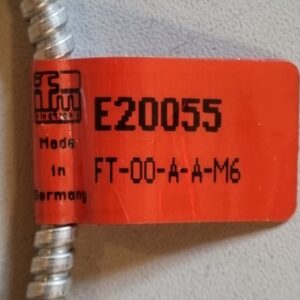 ifm
electronic
Made
in
Germany
E20055
FT-00-A-A-M6